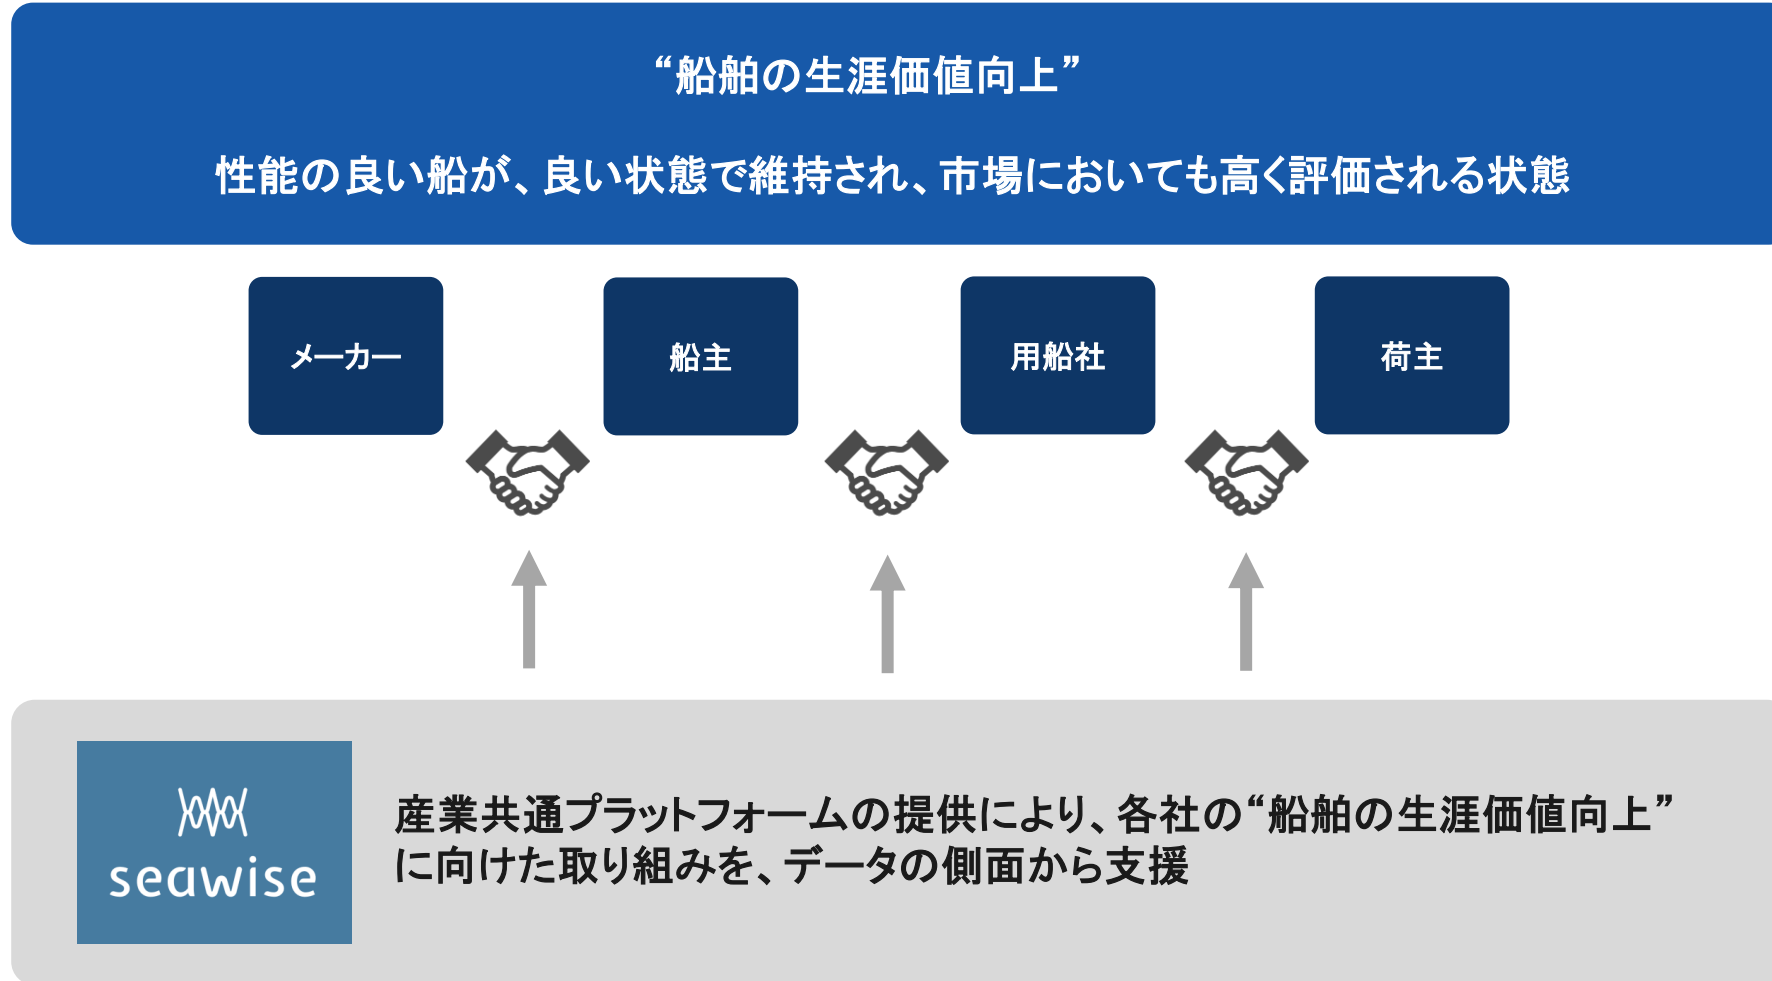 “船舶の生涯価値向上”
性能の良い船が、良い状態で維持され、市場においても高く評価される状態
メーカー
船主
用船社
荷主
seawise
産業共通プラットフォームの提供により、各社の“船舶の生涯価値向上”
に向けた取り組みを、データの側面から支援